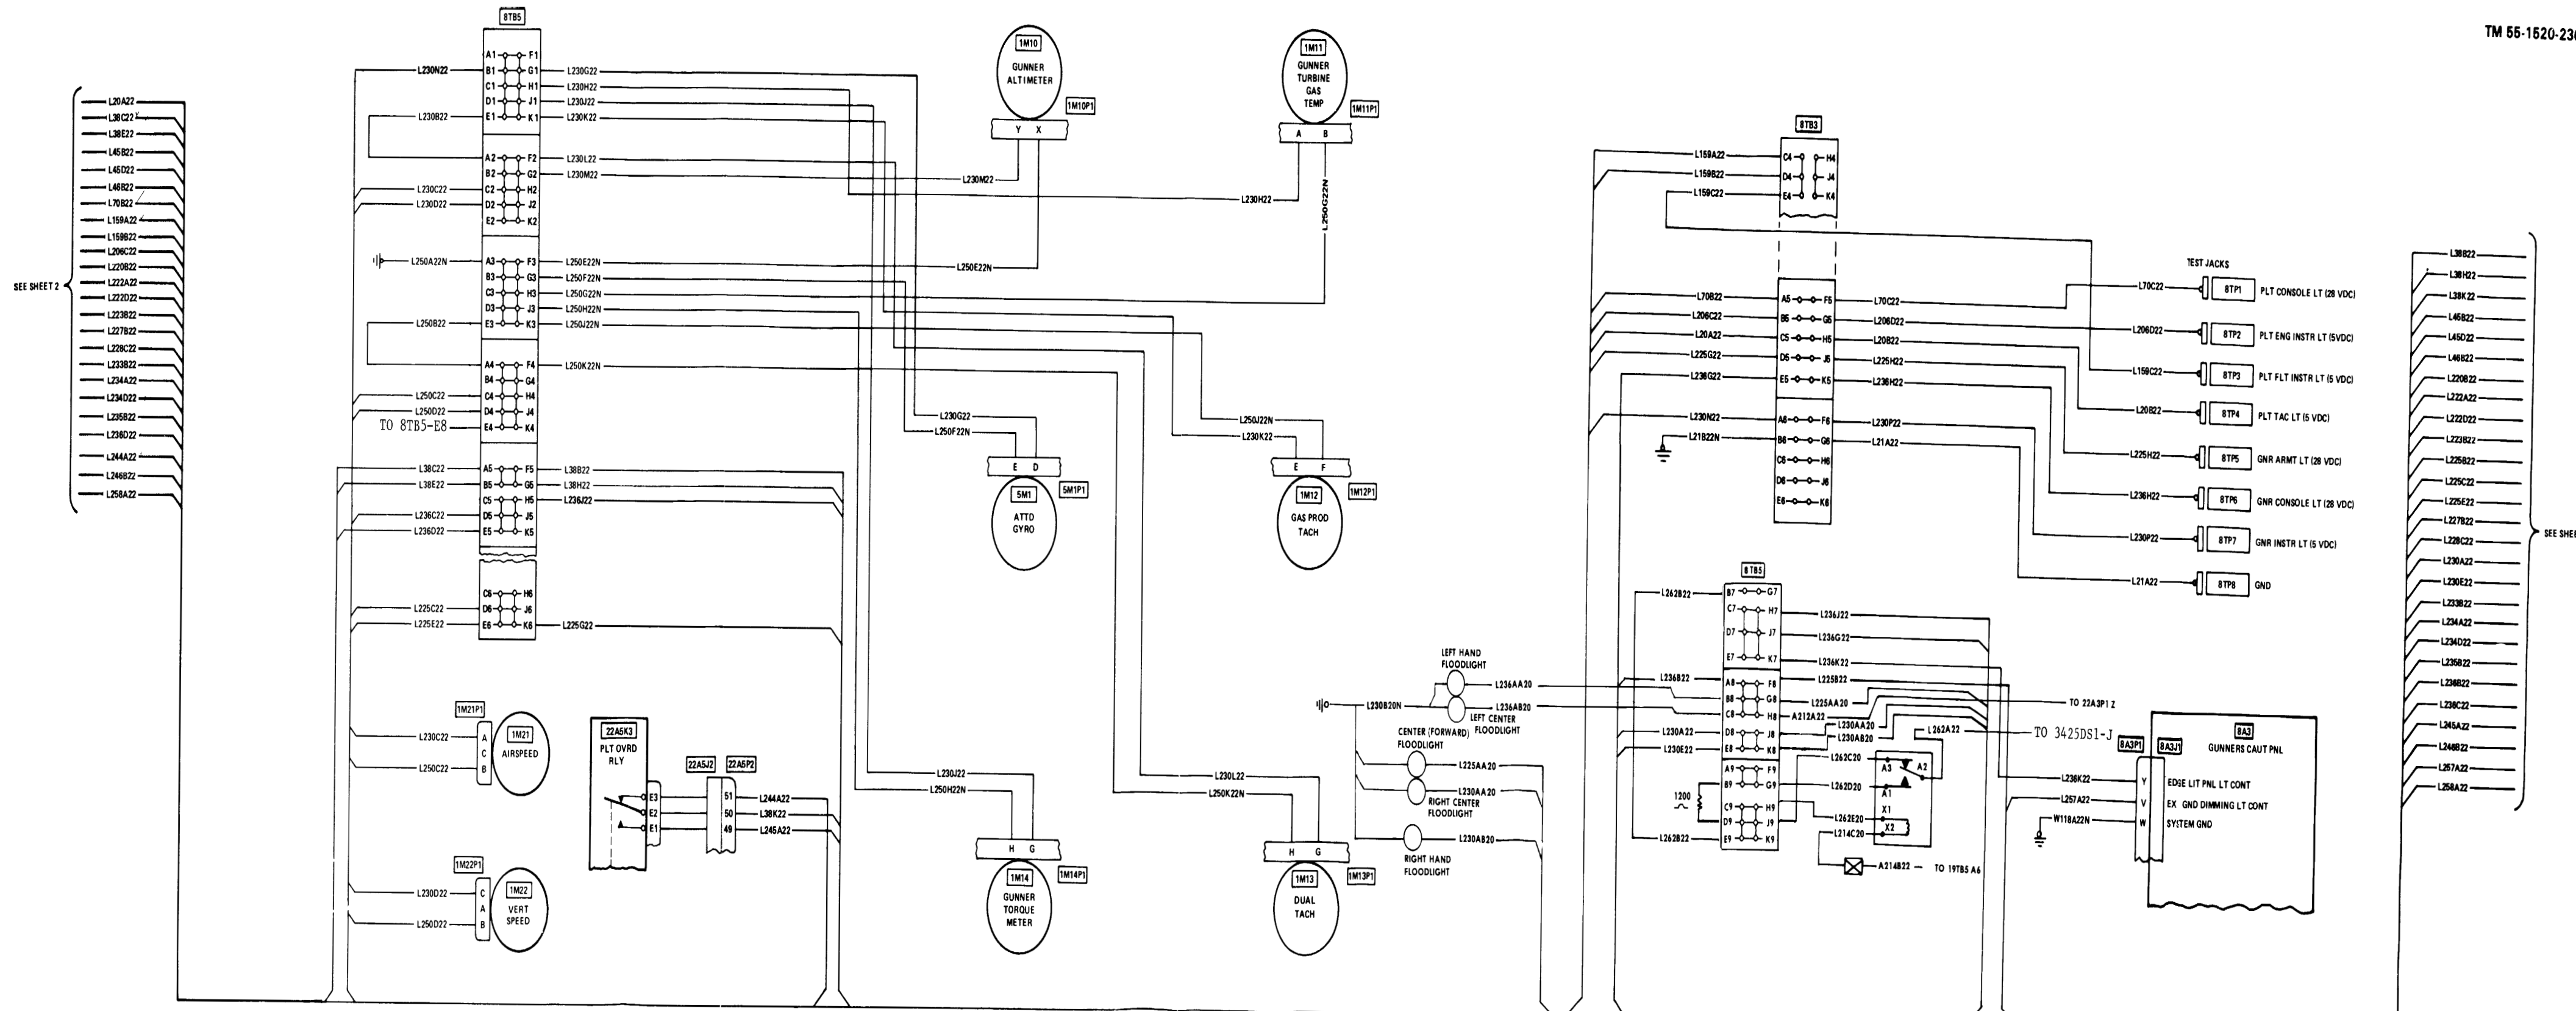 TM 55-1520-236
SEE SHEET 2
L20A22
L38C22
L38E22
L45B22
L45D22
L46B22
L70B22
L159A22
L159B22
L206C22
L220B22
L222A22
L222D22
L223B22
L227B22
L228C22
L233B22
L234A22
L234D22
L235B22
L236D22
L244A22
L246B22
L258A22
8TB5
A1 F1
L230N22 B1 G1 L230G22
C1 H1 L230H22
D1 J1 L230J22
L230B22 E1 K1 L230K22
A2 F2 L230L22
B2 G2 L230M22 L230M22
L230C22 C2 H2
L230D22 D2 J2
E2 K2
L250A22N A3 F3 L250E22N L250E22N
B3 G3 L250F22N
C3 H3 L250G22N
D3 J3 L250H22N
L250B22 E3 K3 L250J22N
A4 F4 L250K22N
B4 G4
L250C22 C4 H4
L250D22 D4 J4
TO 8TB5-E8 E4 K4
L38C22 A5 F5 L38B22
L38E22 B5 G5 L38H22
C5 H5 L236J22
L236C22 D5 J5
L236D22 E5 K5
C6 H6
L225C22 D6 J6
L225E22 E6 K6 L225G22
1M10
GUNNER
ALTIMETER
1M10P1
Y X
1M11
GUNNER
TURBINE
GAS
TEMP
1M11P1
A B
L230H22
L250G22N
L230G22
L250F22N
E D
5M1P1
5M1
ATTD
GYRO
L250J22N
L230K22
E F
1M12P1
1M12
GAS PROD
TACH
1M21P1
L230C22 A
C
L250C22 B
1M21
AIRSPEED
1M22P1
L230D22 C
A
L250D22 B
1M22
VERT
SPEED
22A5K3
PLT OVRD
RLY
22A5J2 22A5P2
E3 51 L244A22
E2 50 L38K22
E1 49 L245A22
L230J22
L250H22N
H G
1M14P1
1M14
GUNNER
TORQUE
METER
L230L22
L250K22N
H G
1M13P1
1M13
DUAL
TACH
LEFT HAND
FLOODLIGHT
L236AA20
L230B20N
L236AB20
LEFT CENTER
FLOODLIGHT
CENTER (FORWARD)
FLOODLIGHT
L225AA20
L230AA20
RIGHT CENTER
FLOODLIGHT
L230AB20
RIGHT HAND
FLOODLIGHT
8TB3
L159A22 C4 H4
L159B22 D4 J4
L159C22 E4 K4
L70B22 A5 F5 L70C22
L206C22 B5 G5 L206D22
L20A22 C5 H5 L20B22
L225G22 D5 J5 L225H22
L236G22 E5 K5 L236H22
L230N22 A6 F6 L230P22
L21B22N B6 G6 L21A22
C6 H6
D6 J6
E6 K6
TEST JACKS
L70C22 8TP1 PLT CONSOLE LT (28 VDC)
L206D22 8TP2 PLT ENG INSTR LT (5VDC)
L159C22 8TP3 PLT FLT INSTR LT (5 VDC)
L20B22 8TP4 PLT TAC LT (5 VDC)
L225H22 8TP5 GNR ARMT LT (28 VDC)
L236H22 8TP6 GNR CONSOLE LT (28 VDC)
L230P22 8TP7 GNR INSTR LT (5 VDC)
L21A22 8TP8 GND
8TB5
L262B22 B7 G7
C7 H7 L236J22
D7 J7 L236G22
E7 K7 L236K22
L236B22 A8 F8 L225B22
B8 G8 L225AA20
C8 H8 A212A22
L230A22 D8 J8 L230AA20
L230E22 E8 K8 L230AB20
A9 F9 L262C20
1200 B9 G9 L262D20
C9 H9 L262E20
D9 J9 L214C20
L262B22 E9 K9
A3 A2
A1
X1
X2
L262A22
A214B22 TO 19TB5 A6
TO 22A3P1 Z
TO 3425DS1-J
8A3P1 8A3J1
8A3
GUNNERS CAUT PNL
L236K22 Y EDGE LIT PNL LT CONT
L257A22 V EX GND DIMMING LT CONT
W118A22N W SYSTEM GND
L38B22
L38H22
L38K22
L45B22
L45D22
L46B22
L220B22
L222A22
L222D22
L223B22
L225B22
L225C22
L225E22
L227B22
L228C22
L230A22
L230E22
L233B22
L234A22
L234D22
L235B22
L236B22
L236C22
L245A22
L246B22
L257A22
L258A22
SEE SHEE